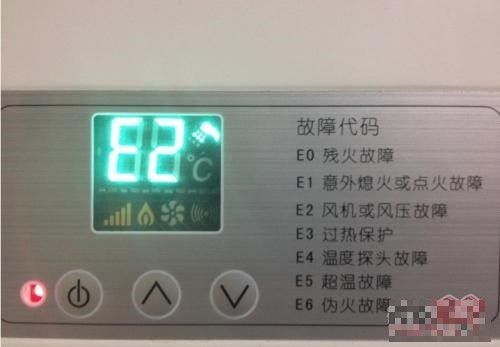 E2
℃
故障代码
E0 残火故障
E1 意外熄火或点火故障
E2 风机或风压故障
E3 过热保护
E4 温度探头故障
E5 超温故障
E6 伪火故障